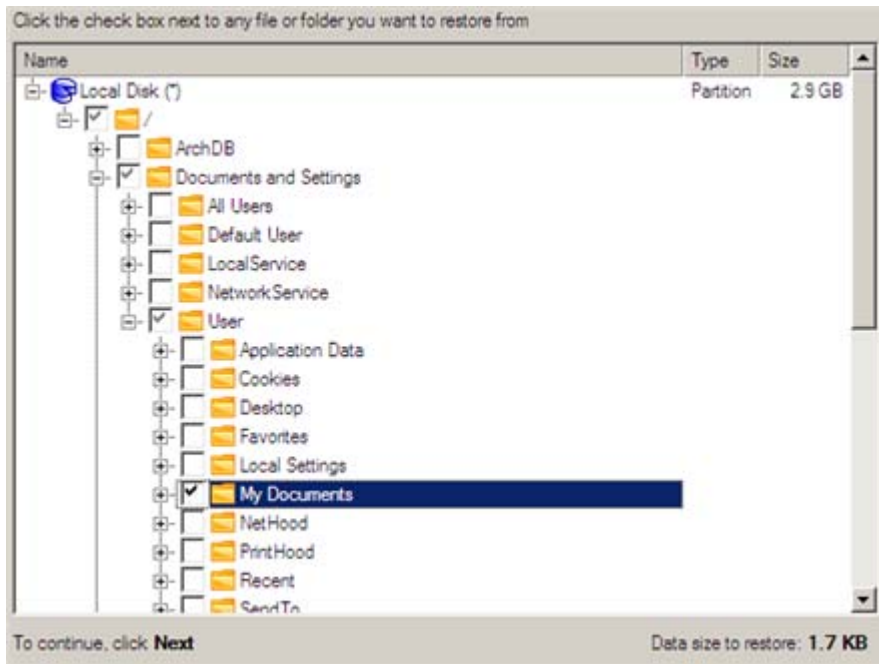 Click the check box next to any file or folder you want to restore from
Name Type Size
Local Disk (*) Partition 2.9 GB
/
ArchDB
Documents and Settings
All Users
Default User
LocalService
NetworkService
User
Application Data
Cookies
Desktop
Favorites
Local Settings
My Documents
NetHood
PrintHood
Recent
SendTo
To continue, click Next Data size to restore: 1.7 KB